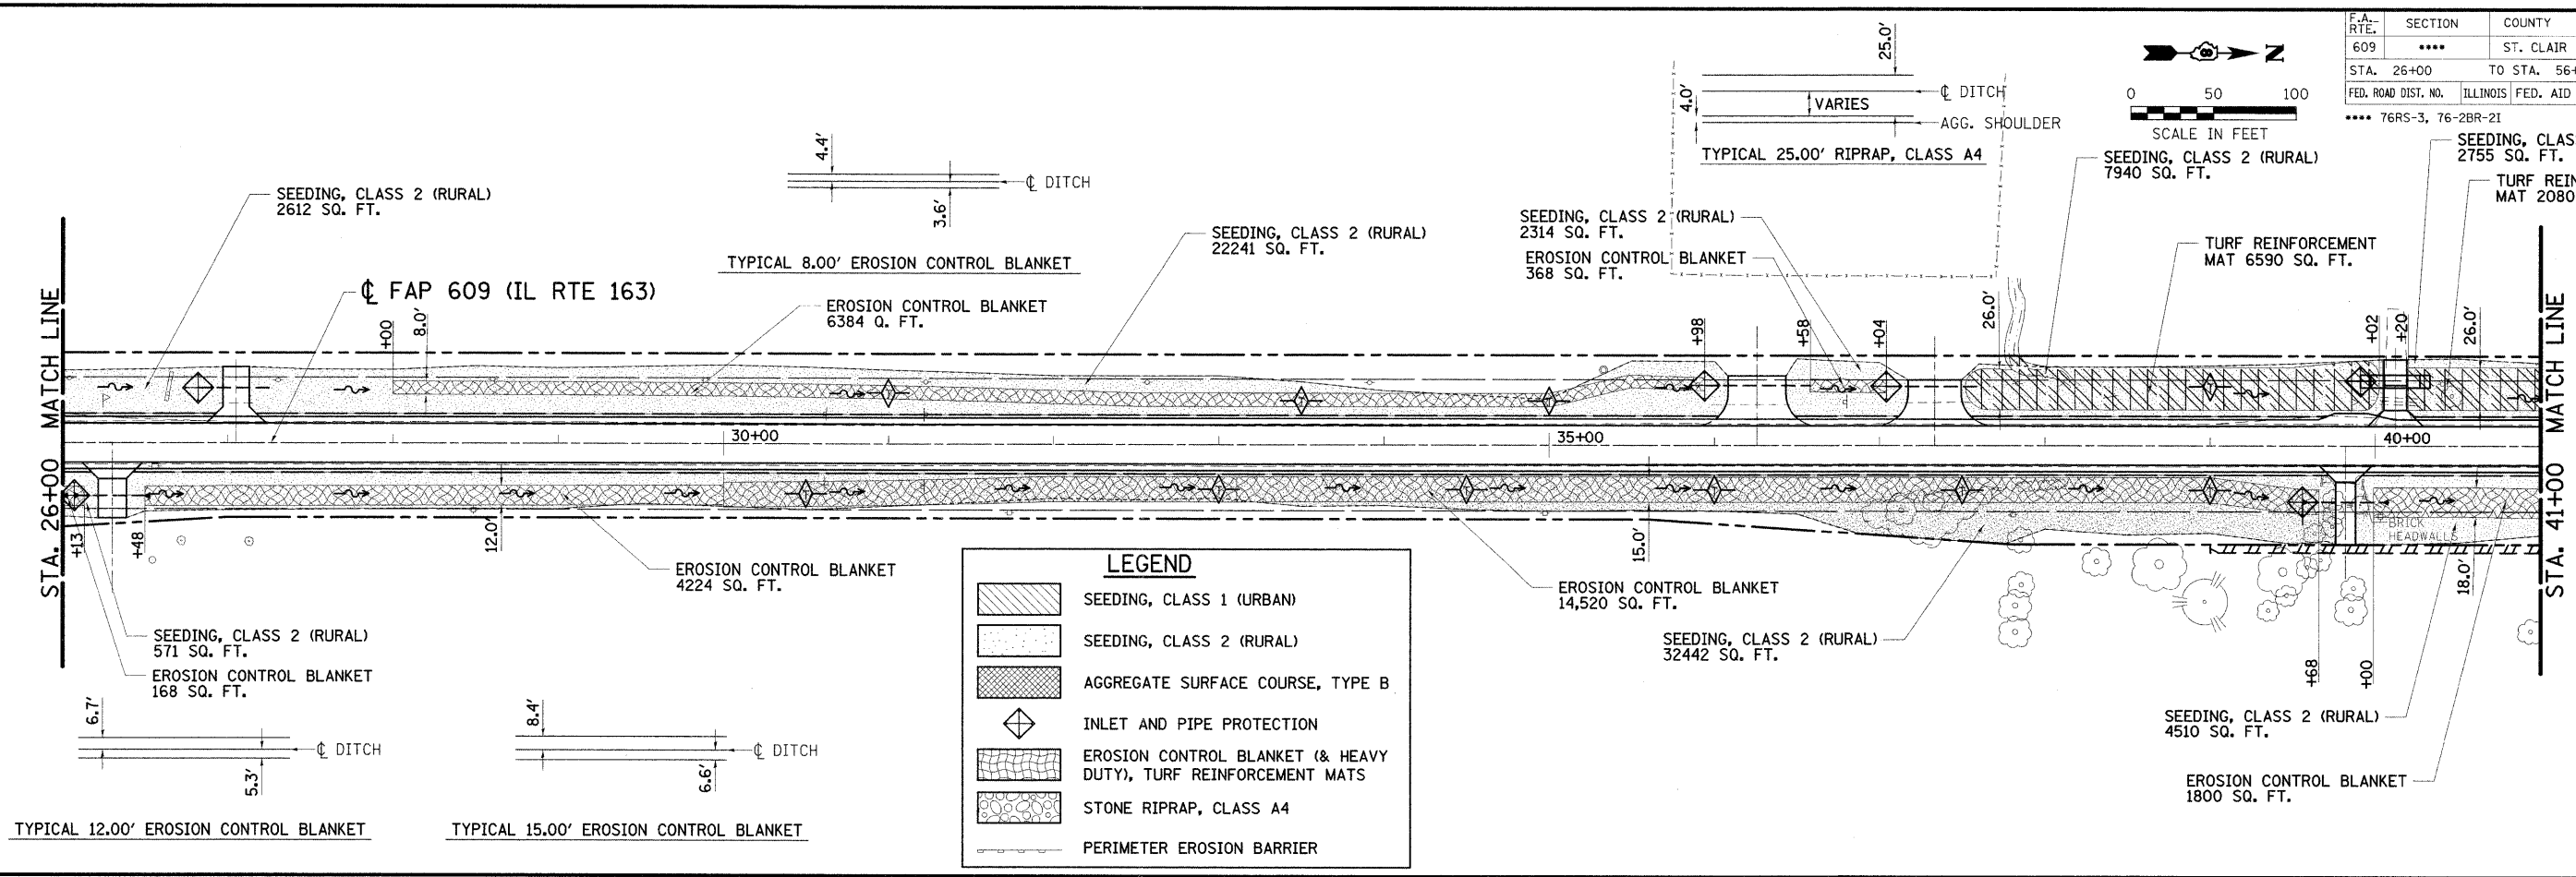 F.A.
RTE.
SECTION
COUNTY
609
****
ST. CLAIR
STA. 26+00 TO STA. 56+
FED. ROAD DIST. NO.
ILLINOIS
FED. AID
**** 76RS-3, 76-2BR-2I
N
0 50 100
SCALE IN FEET
25.0'
4.0'
VARIES
℄ DITCH
AGG. SHOULDER
TYPICAL 25.00' RIPRAP, CLASS A4
4.4'
3.6'
℄ DITCH
TYPICAL 8.00' EROSION CONTROL BLANKET
SEEDING, CLASS 2 (RURAL)
2612 SQ. FT.
SEEDING, CLASS 2 (RURAL)
22241 SQ. FT.
SEEDING, CLASS 2 (RURAL)
2314 SQ. FT.
EROSION CONTROL BLANKET
368 SQ. FT.
SEEDING, CLASS 2 (RURAL)
7940 SQ. FT.
SEEDING, CLAS
2755 SQ. FT.
TURF REIN
MAT 2080
TURF REINFORCEMENT
MAT 6590 SQ. FT.
℄ FAP 609 (IL RTE 163)
EROSION CONTROL BLANKET
6384 Q. FT.
+00
8.0'
+98
+58
+04
26.0'
+02
+20
26.0'
STA. 26+00 MATCH LINE
30+00
35+00
40+00
STA. 41+00 MATCH LINE
+13
+48
12.0'
15.0'
BRICK
HEADWALLS
18.0'
+68
+00
EROSION CONTROL BLANKET
4224 SQ. FT.
EROSION CONTROL BLANKET
14,520 SQ. FT.
SEEDING, CLASS 2 (RURAL)
571 SQ. FT.
EROSION CONTROL BLANKET
168 SQ. FT.
SEEDING, CLASS 2 (RURAL)
32442 SQ. FT.
SEEDING, CLASS 2 (RURAL)
4510 SQ. FT.
EROSION CONTROL BLANKET
1800 SQ. FT.
6.7'
5.3'
℄ DITCH
TYPICAL 12.00' EROSION CONTROL BLANKET
8.4'
6.6'
℄ DITCH
TYPICAL 15.00' EROSION CONTROL BLANKET
LEGEND
SEEDING, CLASS 1 (URBAN)
SEEDING, CLASS 2 (RURAL)
AGGREGATE SURFACE COURSE, TYPE B
INLET AND PIPE PROTECTION
EROSION CONTROL BLANKET (& HEAVY
DUTY), TURF REINFORCEMENT MATS
STONE RIPRAP, CLASS A4
PERIMETER EROSION BARRIER